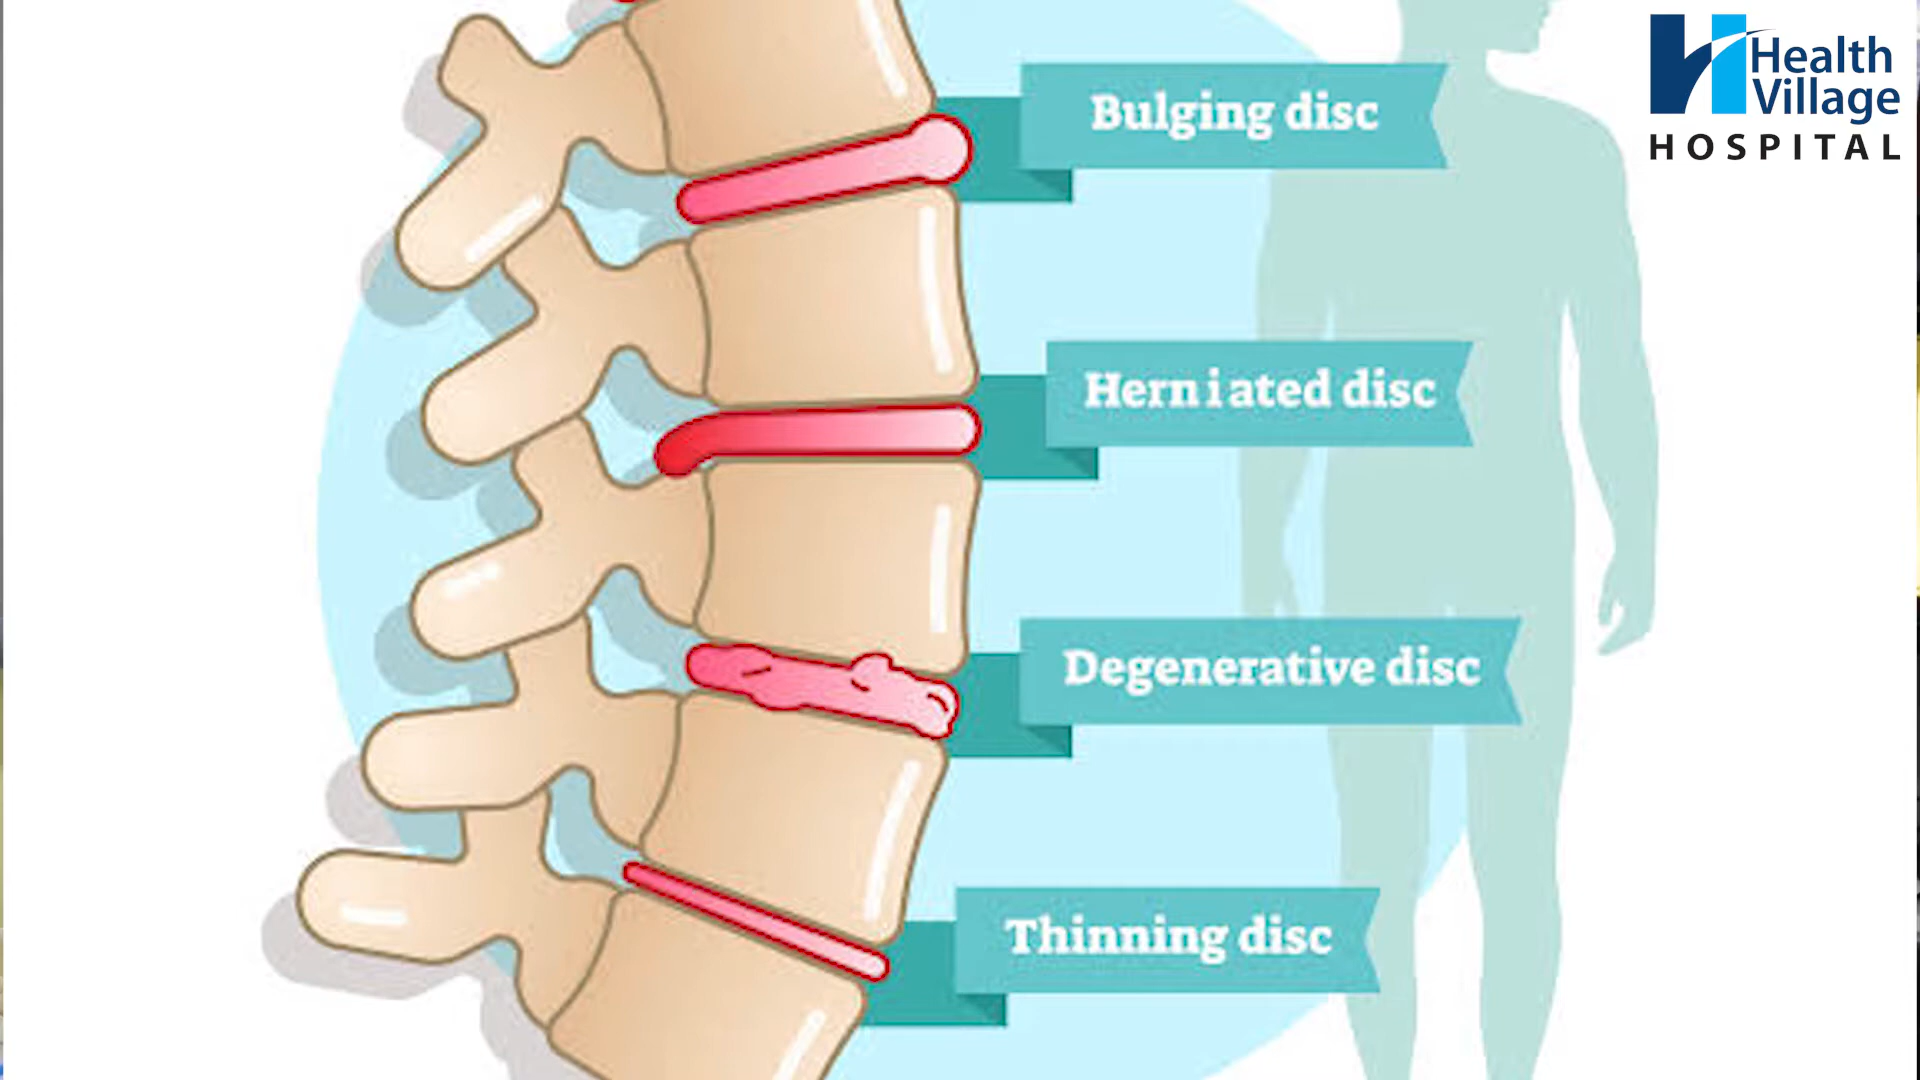 Health
Village
HOSPITAL
Bulging disc
Herniated disc
Degenerative disc
Thinning disc